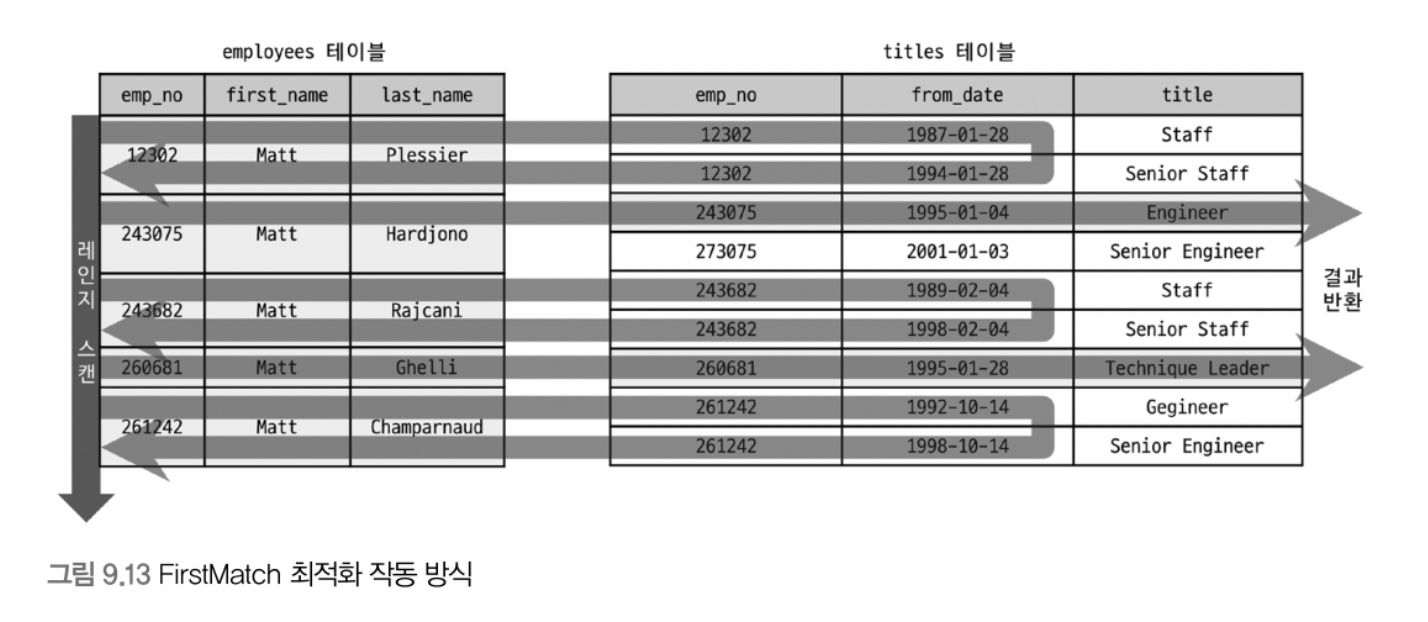 employees 테이블
titles 테이블
emp_no first_name last_name
emp_no from_date title
12302 Matt Plessier
12302 1987-01-28 Staff
12302 1994-01-28 Senior Staff
243075 Matt Hardjono
243075 1995-01-04 Engineer
273075 2001-01-03 Senior Engineer
243682 Matt Rajcani
243682 1989-02-04 Staff
243682 1998-02-04 Senior Staff
260681 Matt Ghelli
260681 1995-01-28 Technique Leader
261242 Matt Champarnaud
261242 1992-10-14 Gegineer
261242 1998-10-14 Senior Engineer
레인지 스캔
결과
반환
그림 9.13 FirstMatch 최적화 작동 방식